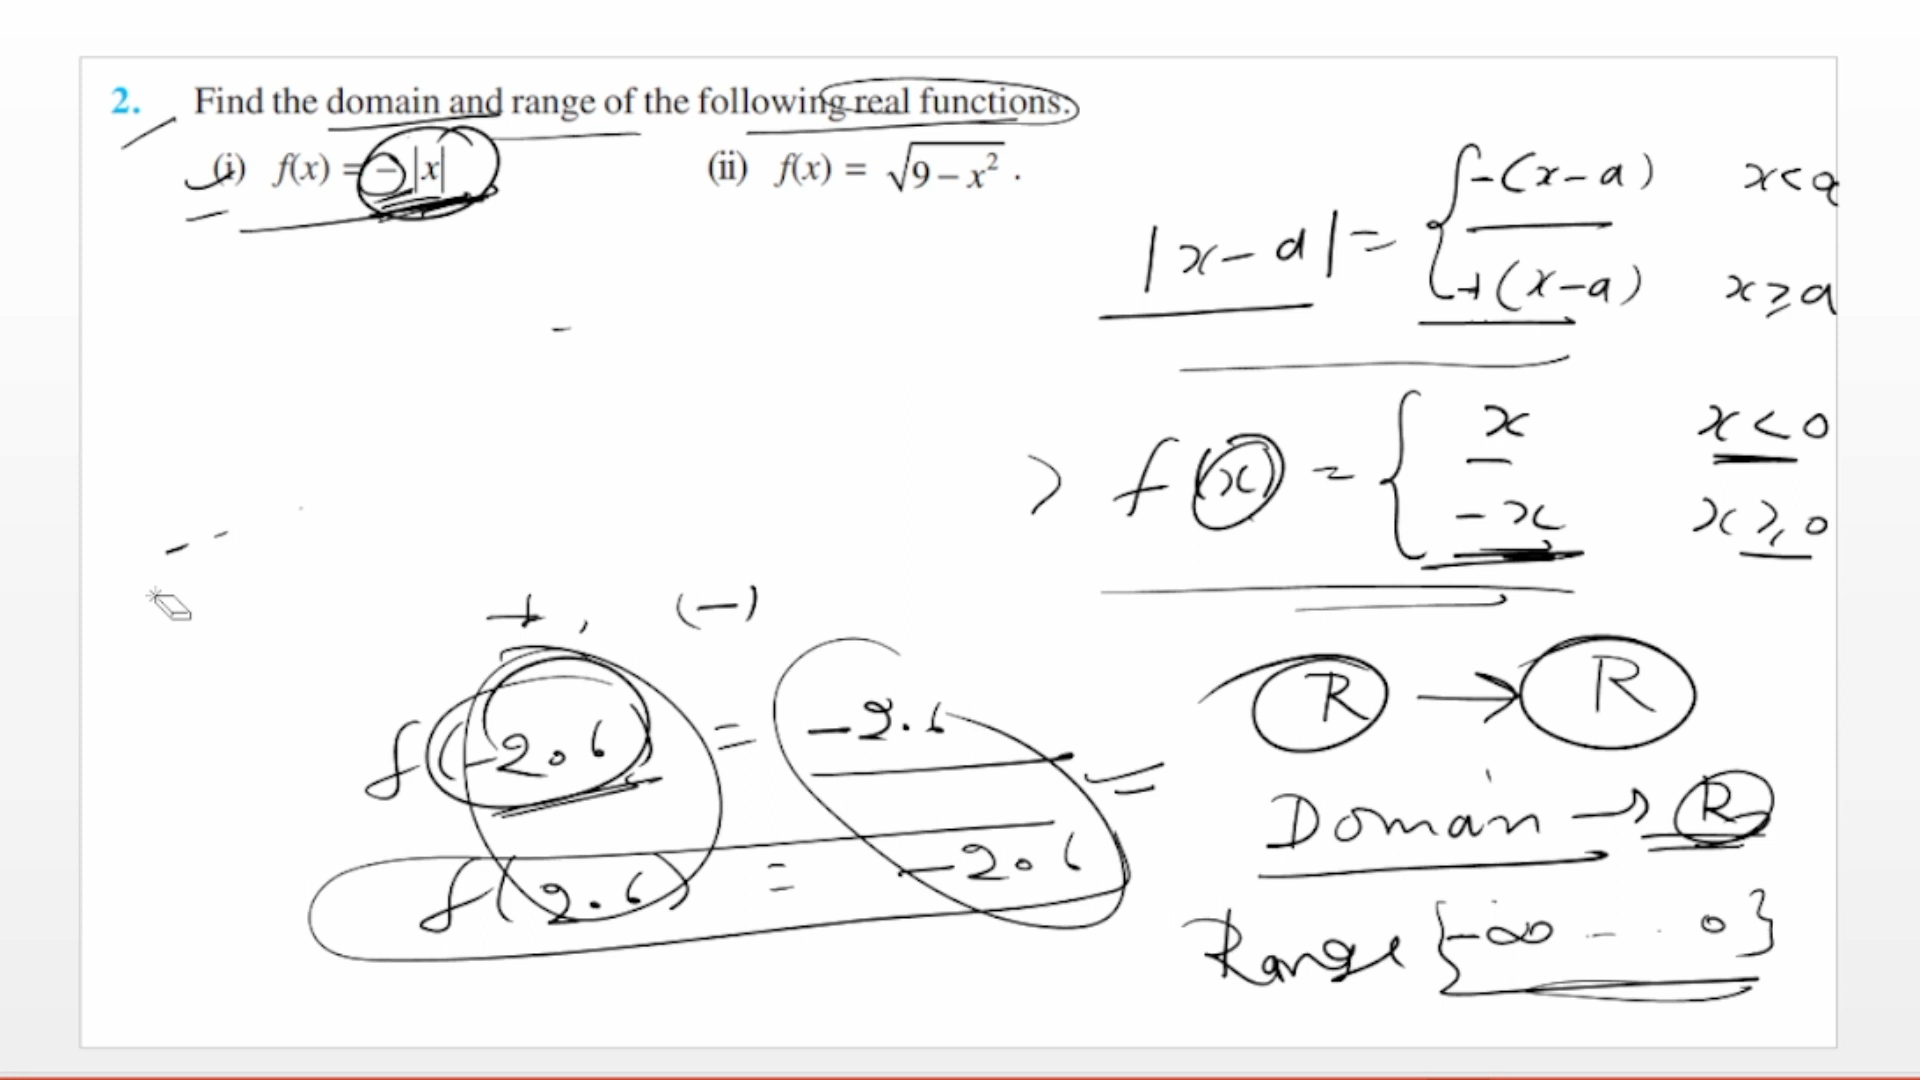 2. Find the domain and range of the following real functions.
(i) f(x) = –|x| (ii) f(x) = √(9 – x²) .
|x-a| = { -(x-a) x<a
+(x-a) x≥a
> f(x) = { x x<0
-x x≥0
+, (-)
f(-2.6) = -2.6
f(2.6) = -2.6
R → R
Domain → R
Range {-∞ - . 0}